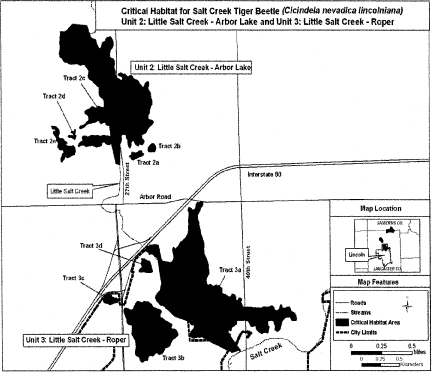 Critical Habitat for Salt Creek Tiger Beetle (Cicindela nevadica lincolniana)
Unit 2: Little Salt Creek - Arbor Lake and Unit 3: Little Salt Creek - Roper
Tract 2c
Unit 2: Little Salt Creek - Arbor Lake
Tract 2d
Tract 2e
Tract 2b
Tract 2a
Interstate 80
Little Salt Creek
27th Street
Arbor Road
Map Location
SAUNDERS CO.
Lincoln
LANCASTER CO.
Tract 3d
40th Street
Tract 3a
Tract 3c
Map Features
Roads
Streams
Critical Habitat Area
City Limits
Unit 3: Little Salt Creek - Roper
Tract 3b
Salt Creek
0 0.25 0.5
Miles
0 0.25 0.5
Kilometers